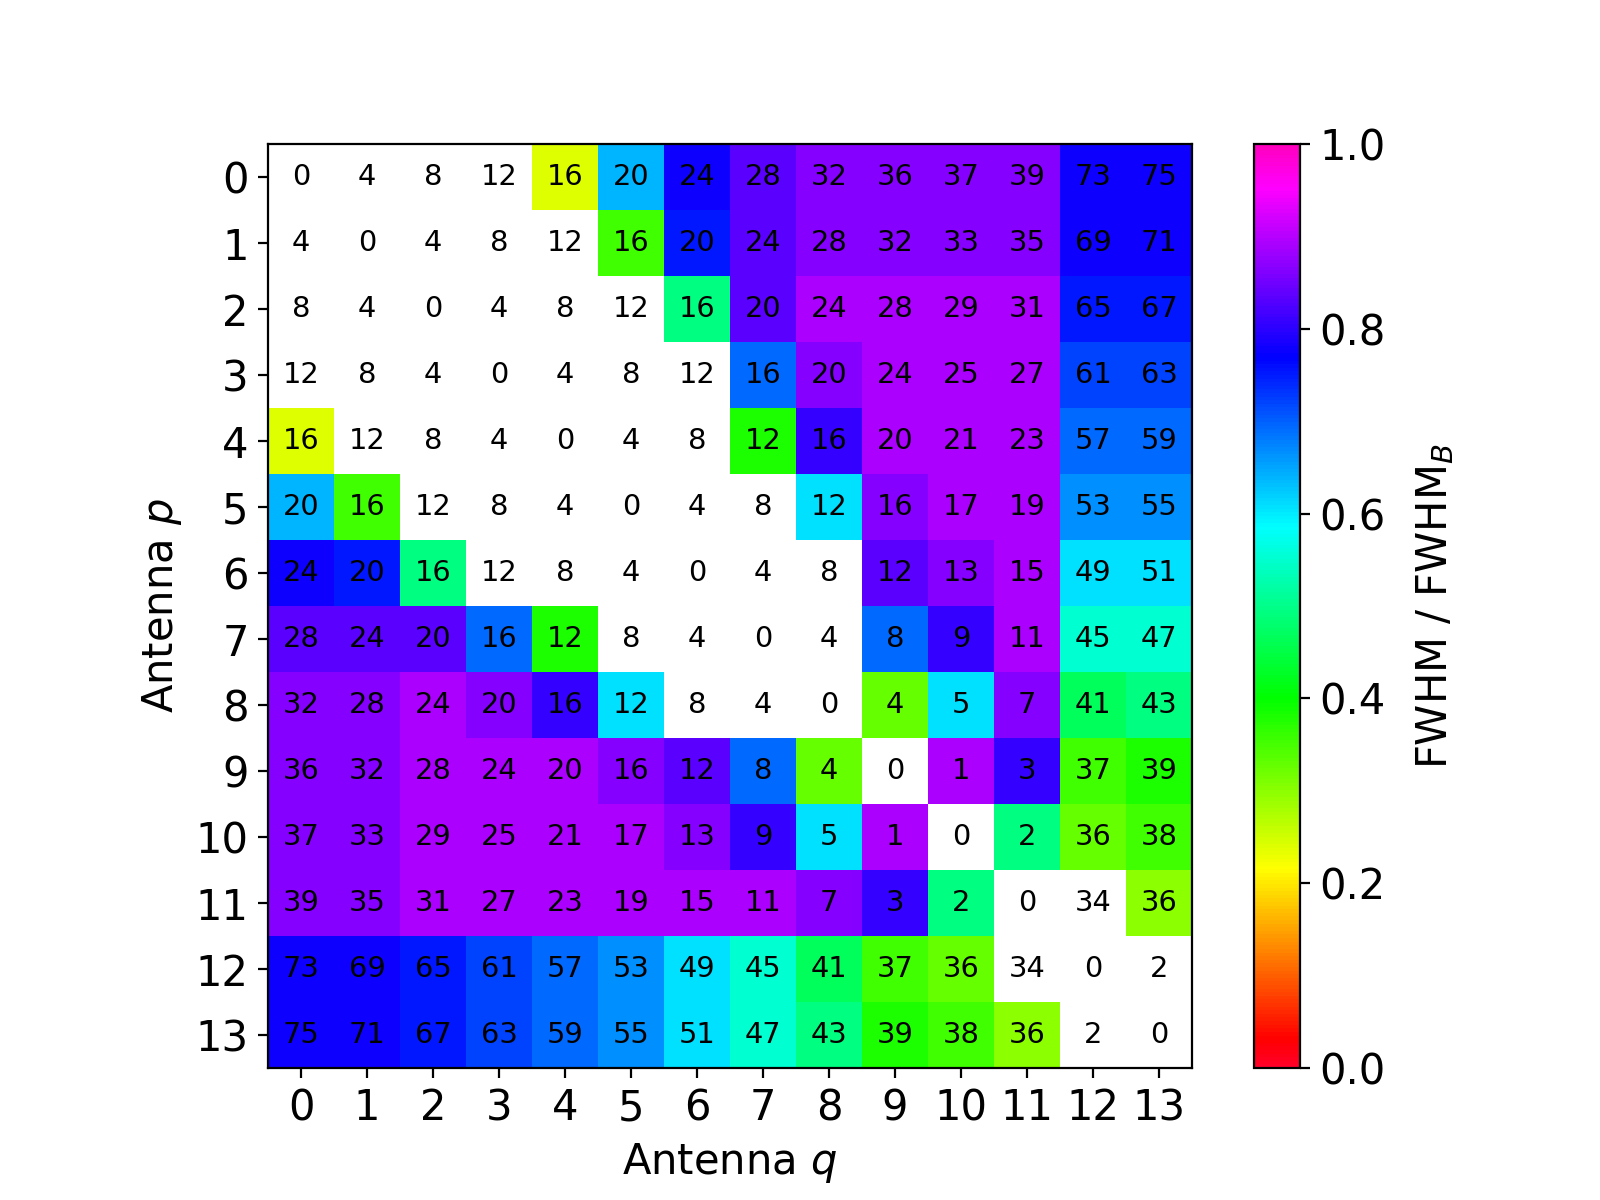 0 0 4 8 12 16 20 24 28 32 36 37 39 73 75
1 4 0 4 8 12 16 20 24 28 32 33 35 69 71
2 8 4 0 4 8 12 16 20 24 28 29 31 65 67
3 12 8 4 0 4 8 12 16 20 24 25 27 61 63
4 16 12 8 4 0 4 8 12 16 20 21 23 57 59
5 20 16 12 8 4 0 4 8 12 16 17 19 53 55
6 24 20 16 12 8 4 0 4 8 12 13 15 49 51
7 28 24 20 16 12 8 4 0 4 8 9 11 45 47
8 32 28 24 20 16 12 8 4 0 4 5 7 41 43
9 36 32 28 24 20 16 12 8 4 0 1 3 37 39
10 37 33 29 25 21 17 13 9 5 1 0 2 36 38
11 39 35 31 27 23 19 15 11 7 3 2 0 34 36
12 73 69 65 61 57 53 49 45 41 37 36 34 0 2
13 75 71 67 63 59 55 51 47 43 39 38 36 2 0
0 1 2 3 4 5 6 7 8 9 10 11 12 13
Antenna q
Antenna p
1.0
0.8
0.6
0.4
0.2
0.0
FWHM / FWHM_B